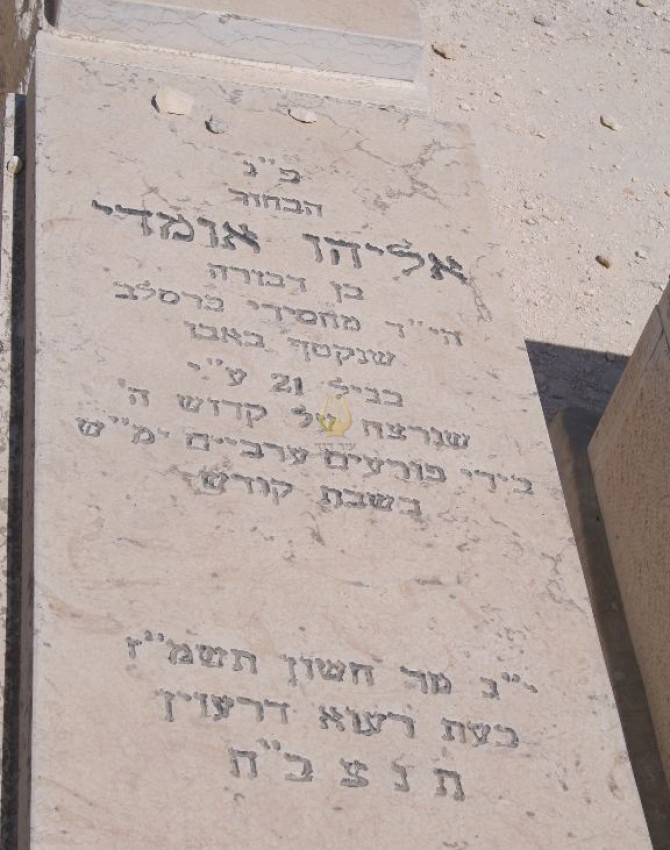 פ"נ
הבחור
אליהו אומדי
בן דבורה
הי"ד מחסידי ברסלב
שנקטף באבו
בגיל 21 ע"י
שנרצח על קדוש ה'
בידי פורעים ערביים ימ"ש
בשבת קודש
י"ג מר חשון תשמ"ז
בעת רעוא דרעוין
ת נ צ ב"ה